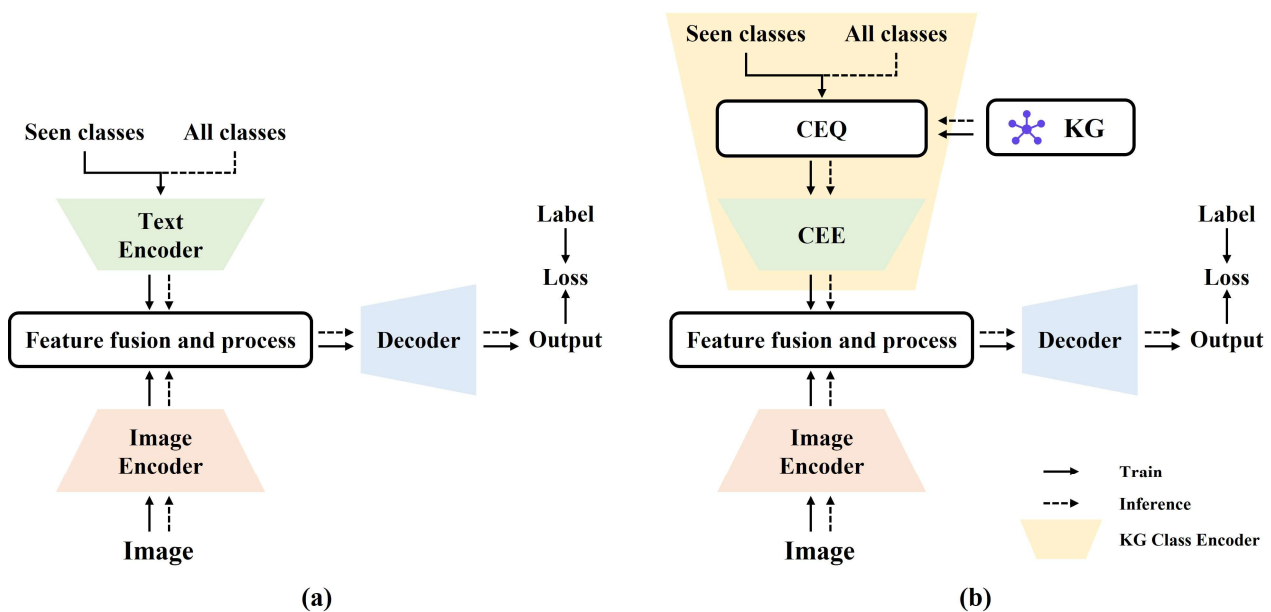 Seen classes
All classes
Text
Encoder
Feature fusion and process
Decoder
Label
Loss
Output
Image
Encoder
Image
(a)
Seen classes
All classes
CEQ
KG
CEE
Feature fusion and process
Decoder
Label
Loss
Output
Image
Encoder
Image
Train
Inference
KG Class Encoder
(b)